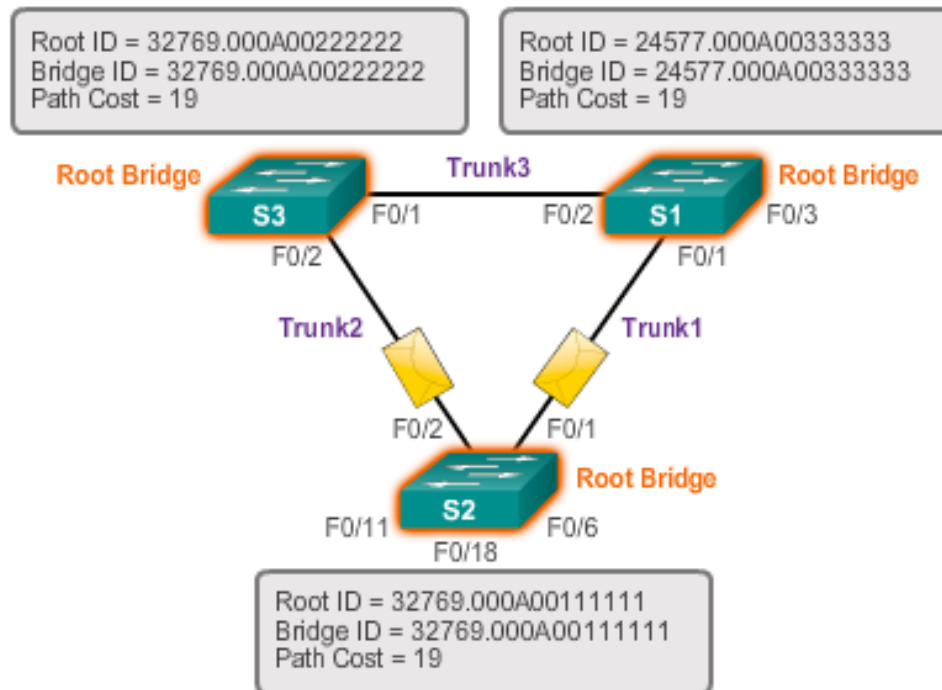 Root ID = 32769.000A00222222
Bridge ID = 32769.000A00222222
Path Cost = 19
Root ID = 24577.000A00333333
Bridge ID = 24577.000A00333333
Path Cost = 19
Root Bridge
Trunk3
Root Bridge
S3
F0/1
F0/2
S1
F0/3
F0/2
F0/1
Trunk2
Trunk1
F0/2
F0/1
Root Bridge
S2
F0/11
F0/6
F0/18
Root ID = 32769.000A00111111
Bridge ID = 32769.000A00111111
Path Cost = 19